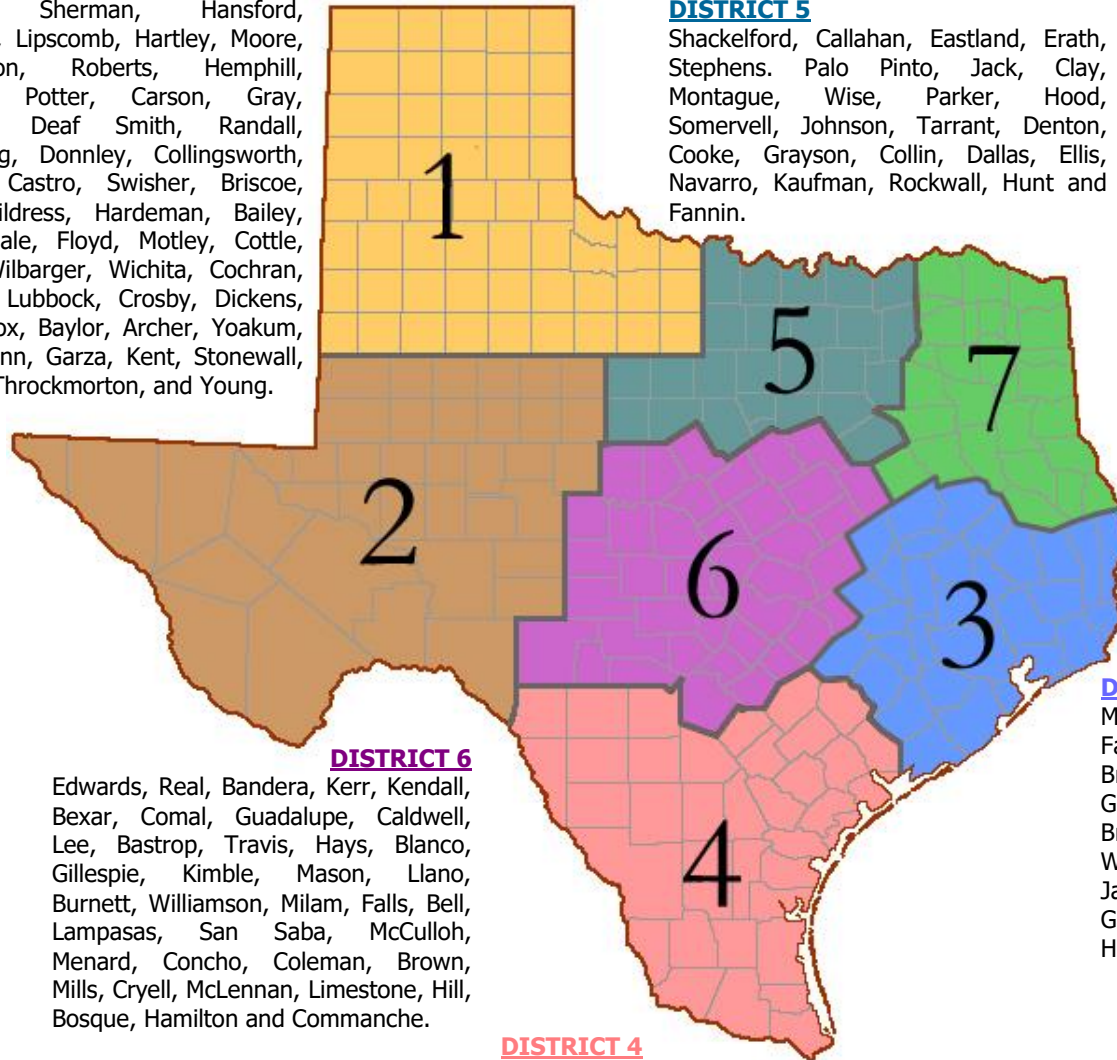 Sherman, Hansford,
Lipscomb, Hartley, Moore,
Roberts, Hemphill,
Potter, Carson, Gray,
Deaf Smith, Randall,
Donnley, Collingsworth,
Castro, Swisher, Briscoe,
Hardeman, Bailey,
Floyd, Motley, Cottle,
Wichita, Cochran,
Lubbock, Crosby, Dickens,
Baylor, Archer, Yoakum,
Garza, Kent, Stonewall,
Throckmorton, and Young.
DISTRICT 5
Shackelford, Callahan, Eastland, Erath,
Stephens. Palo Pinto, Jack, Clay,
Montague, Wise, Parker, Hood,
Somervell, Johnson, Tarrant, Denton,
Cooke, Grayson, Collin, Dallas, Ellis,
Navarro, Kaufman, Rockwall, Hunt and
Fannin.
1
5
7
2
6
3
4
DISTRICT 6
Edwards, Real, Bandera, Kerr, Kendall,
Bexar, Comal, Guadalupe, Caldwell,
Lee, Bastrop, Travis, Hays, Blanco,
Gillespie, Kimble, Mason, Llano,
Burnett, Williamson, Milam, Falls, Bell,
Lampasas, San Saba, McCulloh,
Menard, Concho, Coleman, Brown,
Mills, Cryell, McLennan, Limestone, Hill,
Bosque, Hamilton and Commanche.
DISTRICT 4